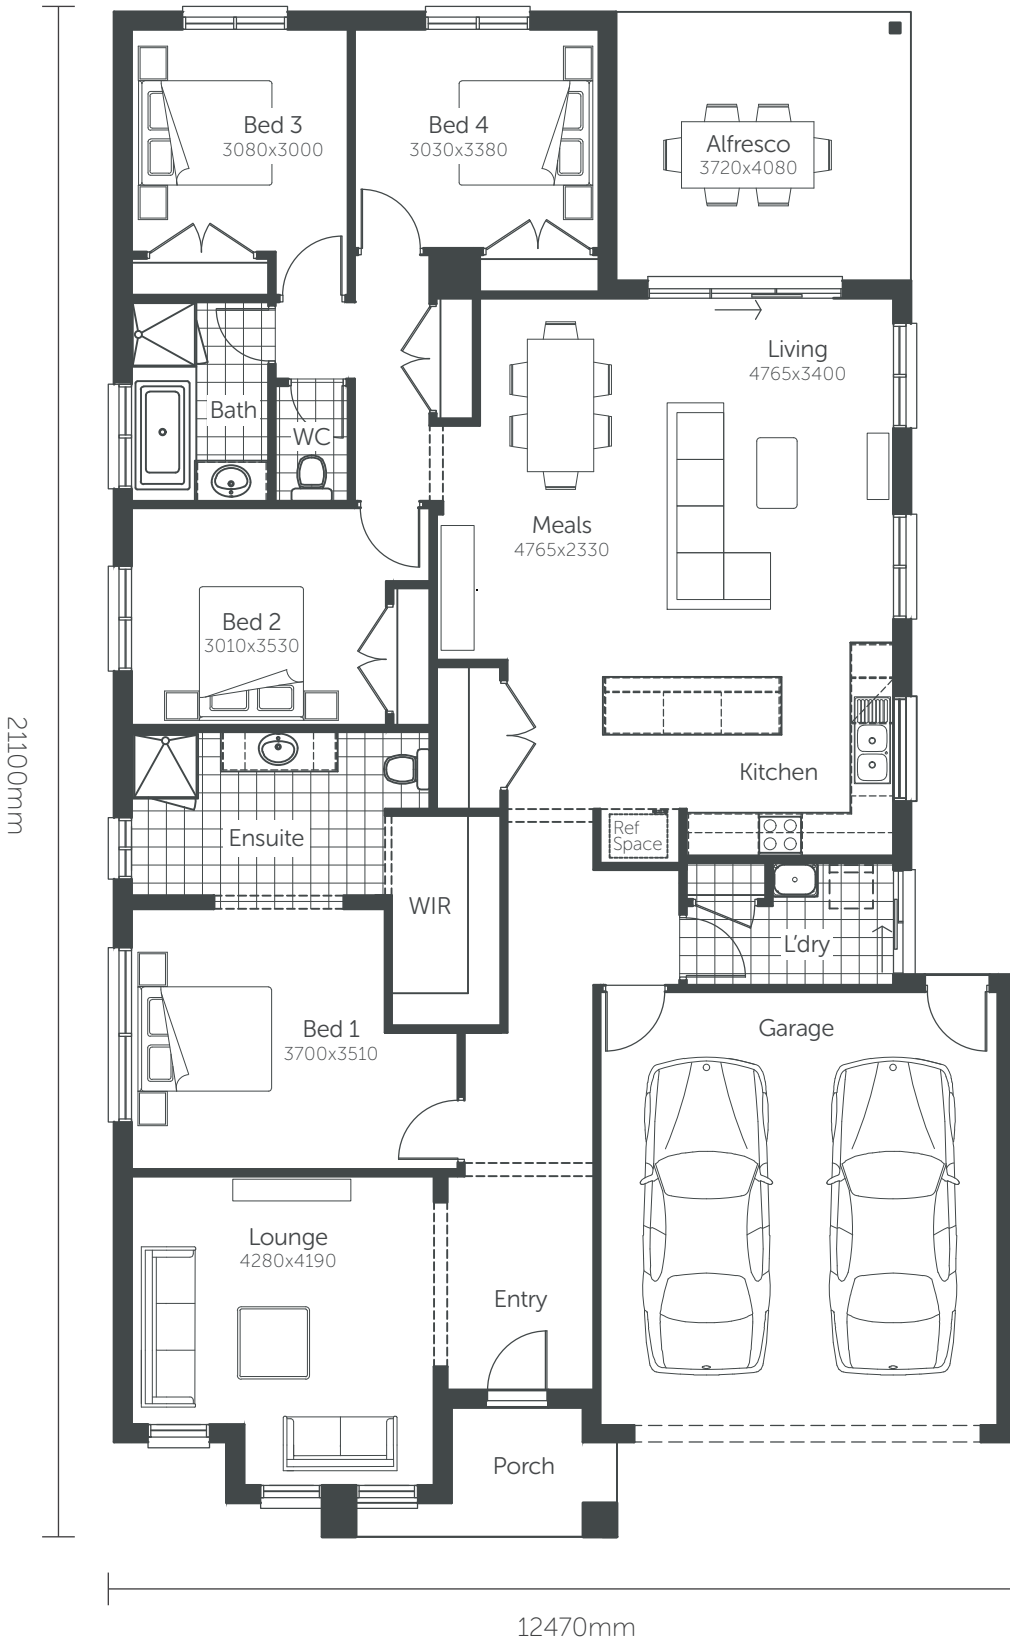 Bed 3
3080x3000
Bed 4
3030x3380
Alfresco
3720x4080
Living
4765x3400
Bath
WC
Meals
4765x2330
Bed 2
3010x3530
21100mm
Kitchen
Ensuite
Ref
Space
WIR
L'dry
Bed 1
3700x3510
Garage
Lounge
4280x4190
Entry
Porch
12470mm